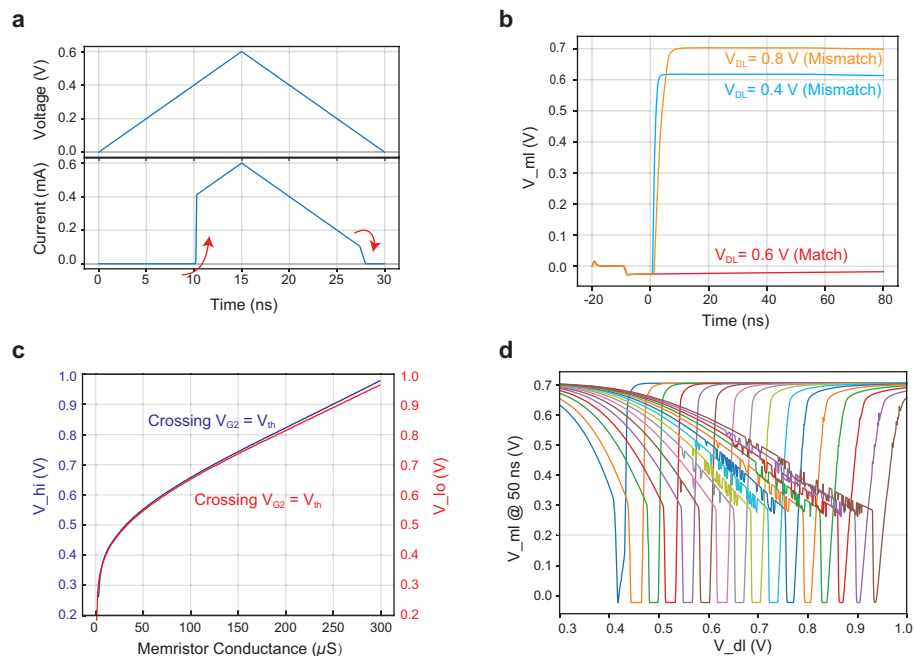 a
Voltage (V)
0.6
0.4
0.2
0.0
Current (mA)
0.6
0.4
0.2
0.0
0 5 10 15 20 25 30
Time (ns)
b
V_ml (V)
0.7
0.6
0.5
0.4
0.3
0.2
0.1
0.0
V_DL= 0.8 V (Mismatch)
V_DL= 0.4 V (Mismatch)
V_DL= 0.6 V (Match)
-20 0 20 40 60 80
Time (ns)
c
V_hi (V)
1.0
0.9
0.8
0.7
0.6
0.5
0.4
0.3
0.2
Crossing V_G2 = V_th
Crossing V_G2 = V_th
1.0
0.9
0.8
0.7
0.6
0.5
0.4
0.3
0.2
V_lo (V)
0 50 100 150 200 250 300
Memristor Conductance (μS)
d
V_ml @ 50 ns (V)
0.7
0.6
0.5
0.4
0.3
0.2
0.1
0.0
0.3 0.4 0.5 0.6 0.7 0.8 0.9 1.0
V_dl (V)